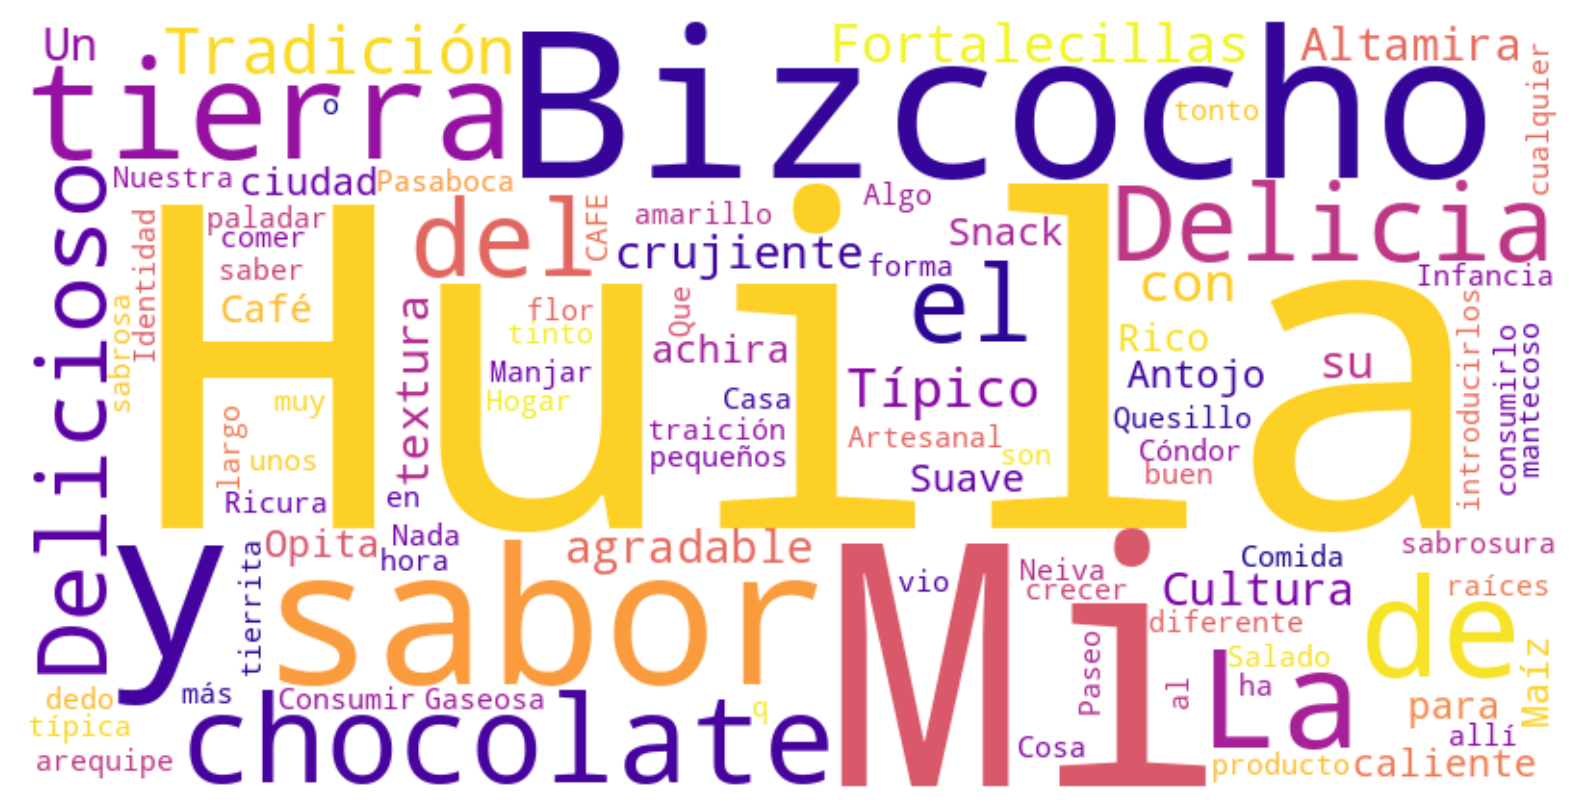 Un
Tradición
Bizcocho
Fortalecillas
Altamira
tierra
o
tonto
cualquier
Nuestra
ciudad
Pasaboca
Delicioso
Identidad
paladar
comer
saber
Café
del
CAFE
amarillo
Algo
Snack
Delicia
crujiente
forma
el
con
Infancia
Huila
sabrosa
textura
flor
tinto
Que
achira
Manjar
Hogar
Casa
Típico
Rico
Antojo
su
Quesillo
introducirlos
consumirlo
mantecoso
muy
largo
unos
traición
pequeños
Artesanal
son
Cóndor
buen
Suave
Ricura
en
y
Opita
Nada
hora
agradable
tierrita
sabor
Mi
vio
Neiva
crecer
Comida
Cultura
sabrosura
raíces
de
diferente
Paseo
al
La
Salado
ha
Maíz
dedo
más
Consumir
Gaseosa
q
típica
chocolate
arequipe
Cosa
para
allí
producto
caliente